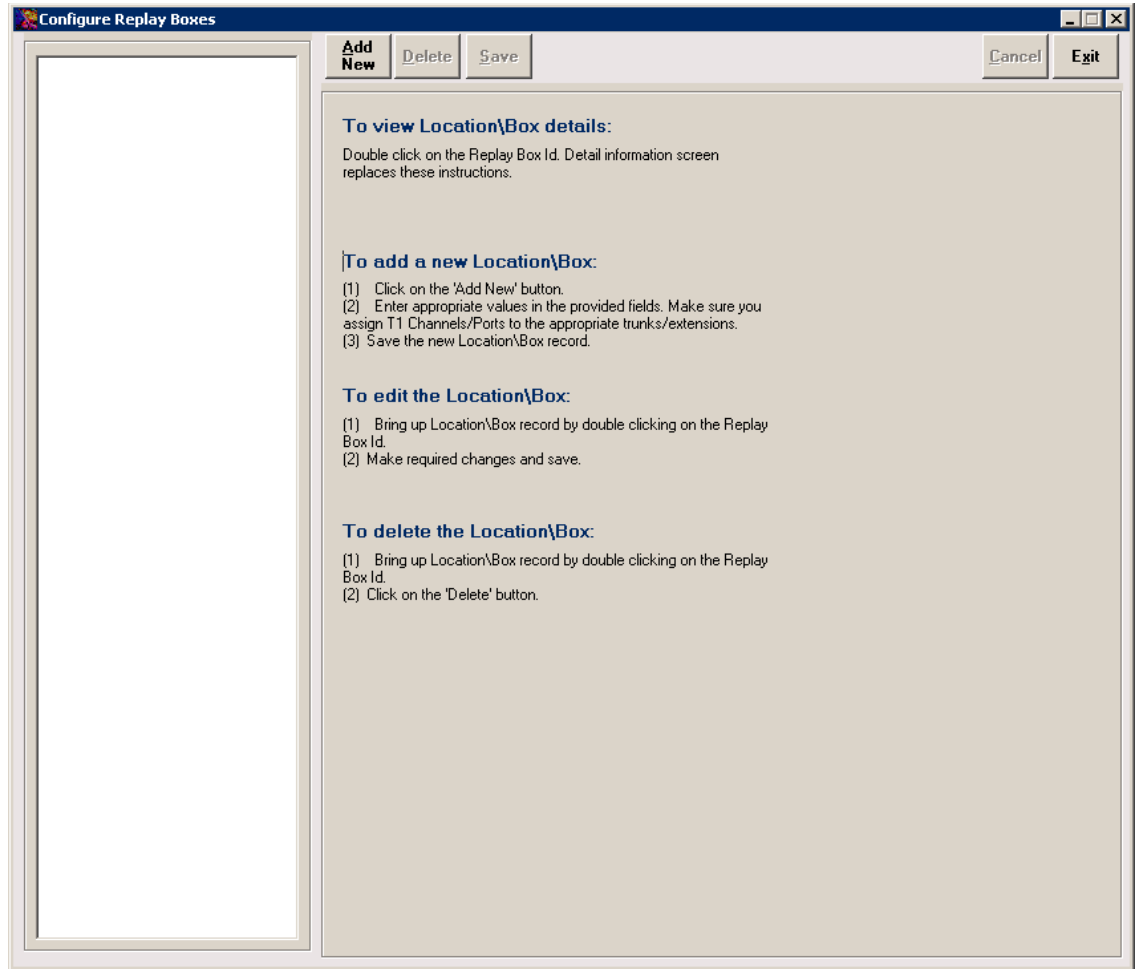 Configure Replay Boxes
Add
New
Delete
Save
Cancel
Exit
To view Location\Box details:
Double click on the Replay Box Id. Detail information screen
replaces these instructions.
To add a new Location\Box:
(1) Click on the 'Add New' button.
(2) Enter appropriate values in the provided fields. Make sure you
assign T1 Channels/Ports to the appropriate trunks/extensions.
(3) Save the new Location\Box record.
To edit the Location\Box:
(1) Bring up Location\Box record by double clicking on the Replay
Box Id.
(2) Make required changes and save.
To delete the Location\Box:
(1) Bring up Location\Box record by double clicking on the Replay
Box Id.
(2) Click on the 'Delete' button.